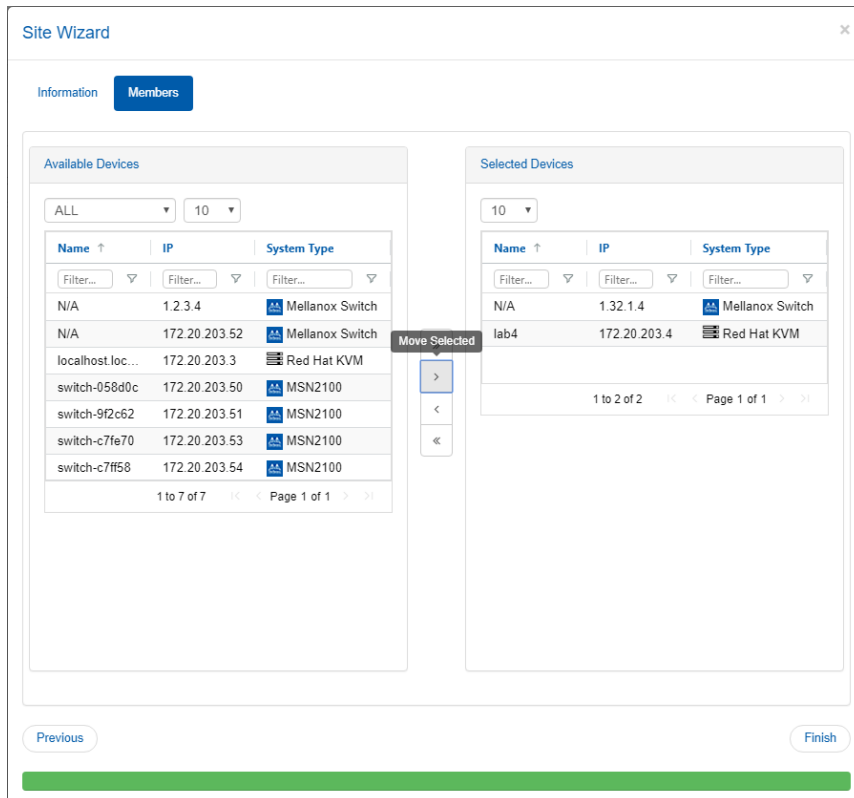 Site Wizard ×
Information Members
Available Devices
ALL 10
Name ↑ IP System Type
Filter... Filter... Filter...
N/A 1.2.3.4 Mellanox Switch
N/A 172.20.203.52 Mellanox Switch
localhost.loc... 172.20.203.3 Red Hat KVM
switch-058d0c 172.20.203.50 MSN2100
switch-9f2c62 172.20.203.51 MSN2100
switch-c7fe70 172.20.203.53 MSN2100
switch-c7ff58 172.20.203.54 MSN2100
1 to 7 of 7 Page 1 of 1
Move Selected
>
<
«
Selected Devices
10
Name ↑ IP System Type
Filter... Filter... Filter...
N/A 1.32.1.4 Mellanox Switch
lab4 172.20.203.4 Red Hat KVM
1 to 2 of 2 Page 1 of 1
Previous Finish